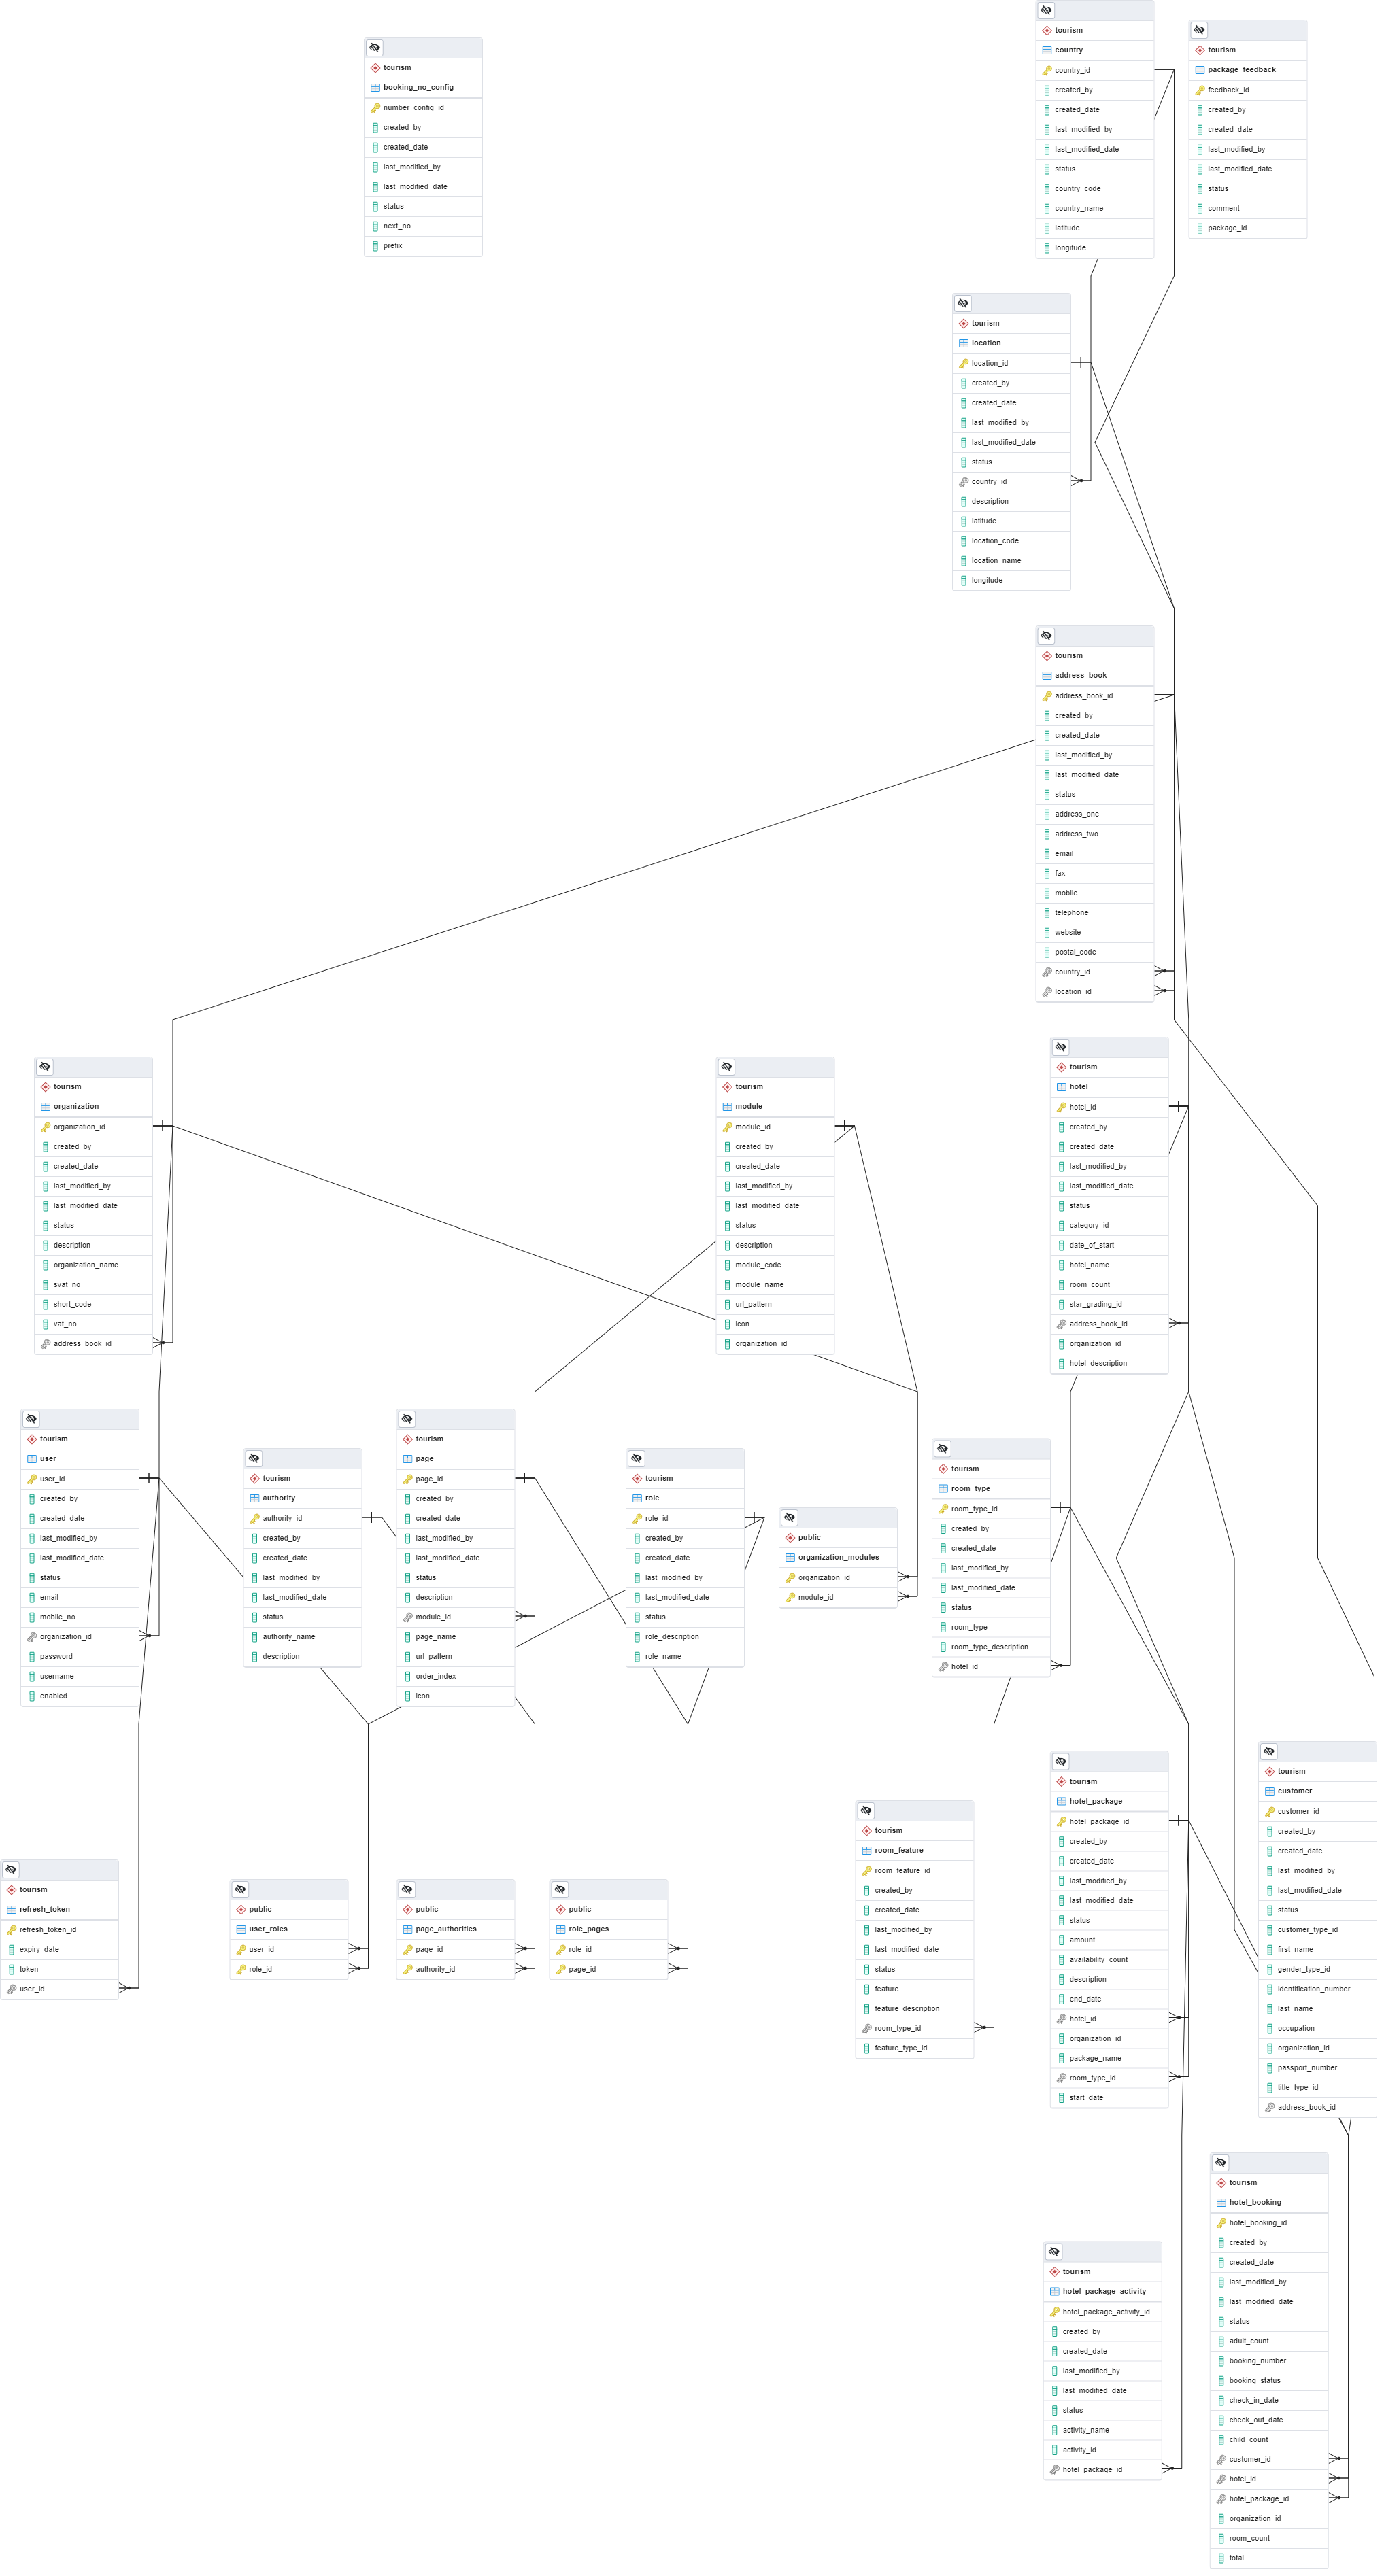 tourism
booking_no_config
number_config_id
created_by
created_date
last_modified_by
last_modified_date
status
next_no
prefix
tourism
country
country_id
created_by
created_date
last_modified_by
last_modified_date
status
country_code
country_name
latitude
longitude
tourism
package_feedback
feedback_id
created_by
created_date
last_modified_by
last_modified_date
status
comment
package_id
tourism
location
location_id
created_by
created_date
last_modified_by
last_modified_date
status
country_id
description
latitude
location_code
location_name
longitude
tourism
address_book
address_book_id
created_by
created_date
last_modified_by
last_modified_date
status
address_one
address_two
email
fax
mobile
telephone
website
postal_code
country_id
location_id
tourism
organization
organization_id
created_by
created_date
last_modified_by
last_modified_date
status
description
organization_name
svat_no
short_code
vat_no
address_book_id
tourism
module
module_id
created_by
created_date
last_modified_by
last_modified_date
status
description
module_code
module_name
url_pattern
icon
organization_id
tourism
hotel
hotel_id
created_by
created_date
last_modified_by
last_modified_date
status
category_id
date_of_start
hotel_name
room_count
star_grading_id
address_book_id
organization_id
hotel_description
tourism
user
user_id
created_by
created_date
last_modified_by
last_modified_date
status
email
mobile_no
organization_id
password
username
enabled
tourism
authority
authority_id
created_by
created_date
last_modified_by
last_modified_date
status
authority_name
description
tourism
page
page_id
created_by
created_date
last_modified_by
last_modified_date
status
description
module_id
page_name
url_pattern
order_index
icon
tourism
role
role_id
created_by
created_date
last_modified_by
last_modified_date
status
role_description
role_name
public
organization_modules
organization_id
module_id
tourism
room_type
room_type_id
created_by
created_date
last_modified_by
last_modified_date
status
room_type
room_type_description
hotel_id
tourism
refresh_token
refresh_token_id
expiry_date
token
user_id
public
user_roles
user_id
role_id
public
page_authorities
page_id
authority_id
public
role_pages
role_id
page_id
tourism
room_feature
room_feature_id
created_by
created_date
last_modified_by
last_modified_date
status
feature
feature_description
room_type_id
feature_type_id
tourism
hotel_package
hotel_package_id
created_by
created_date
last_modified_by
last_modified_date
status
amount
availability_count
description
end_date
hotel_id
organization_id
package_name
room_type_id
start_date
tourism
customer
customer_id
created_by
created_date
last_modified_by
last_modified_date
status
customer_type_id
first_name
gender_type_id
identification_number
last_name
occupation
organization_id
passport_number
title_type_id
address_book_id
tourism
hotel_package_activity
hotel_package_activity_id
created_by
created_date
last_modified_by
last_modified_date
status
activity_name
activity_id
hotel_package_id
tourism
hotel_booking
hotel_booking_id
created_by
created_date
last_modified_by
last_modified_date
status
adult_count
booking_number
booking_status
check_in_date
check_out_date
child_count
customer_id
hotel_id
hotel_package_id
organization_id
room_count
total